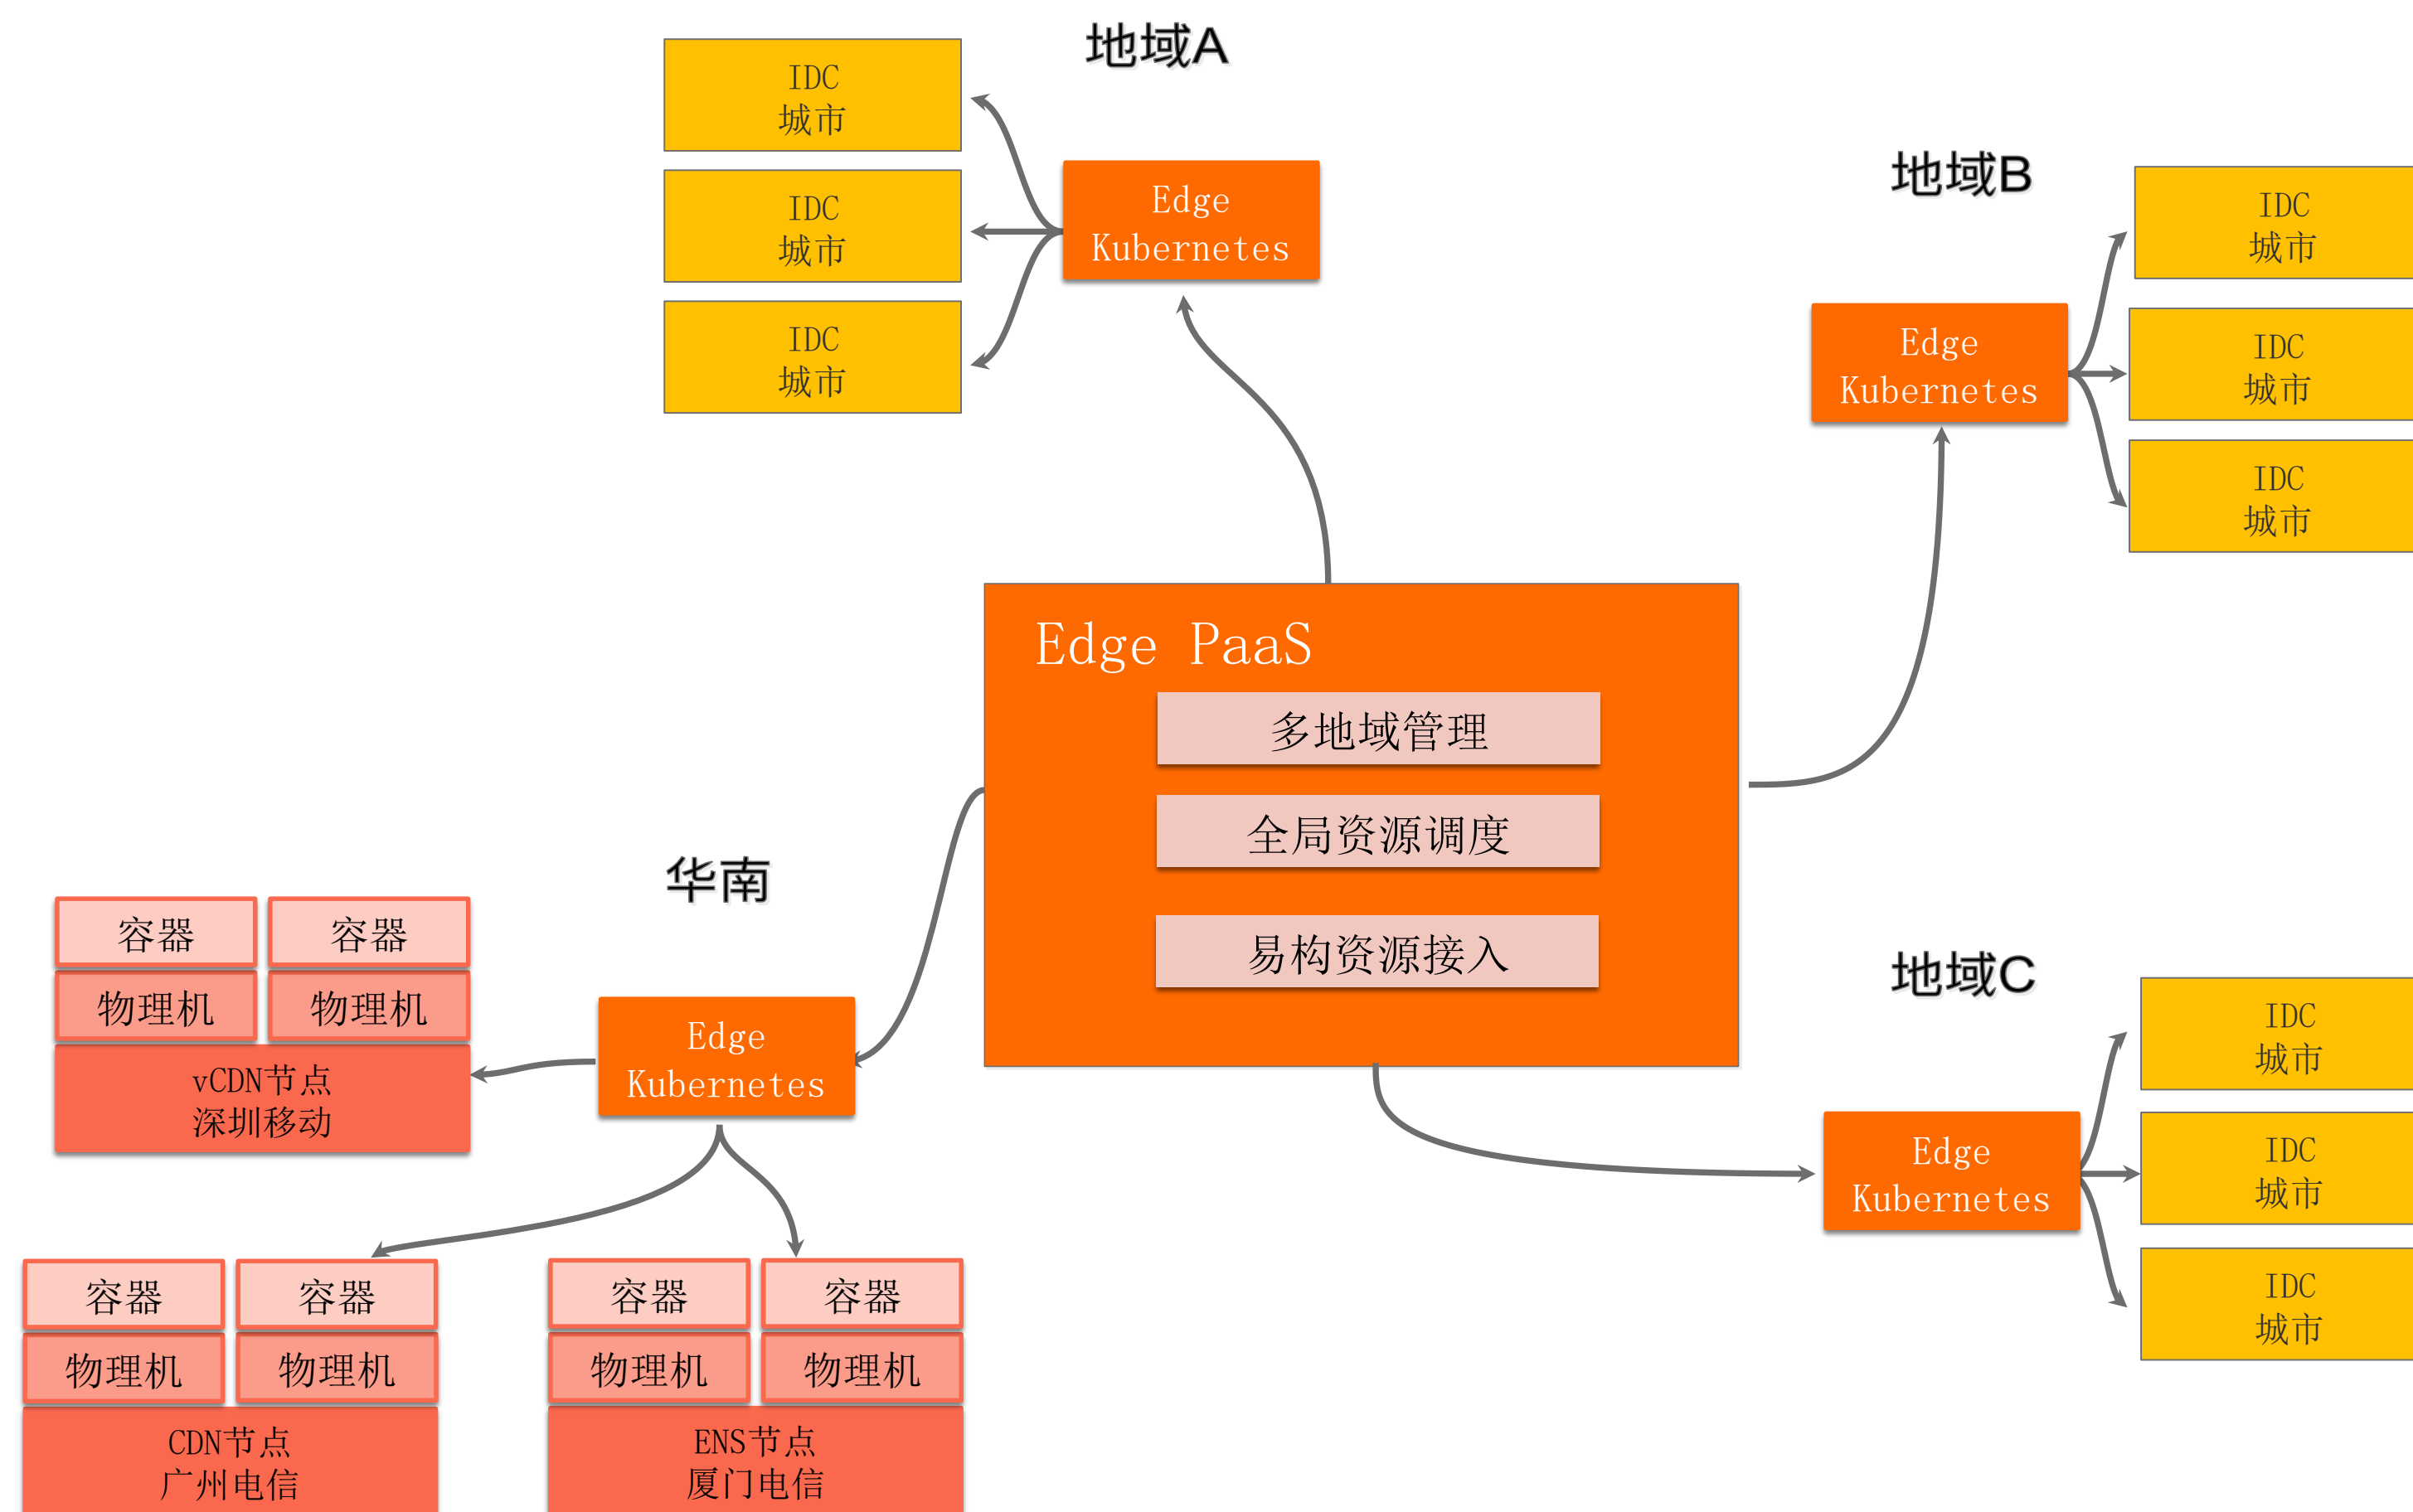 地域A
IDC
城市
IDC
城市
IDC
城市
Edge
Kubernetes
地域B
Edge
Kubernetes
IDC
城市
IDC
城市
IDC
城市
Edge PaaS
多地域管理
全局资源调度
易构资源接入
华南
Edge
Kubernetes
容器
容器
物理机
物理机
vCDN节点
深圳移动
容器
容器
物理机
物理机
CDN节点
广州电信
容器
容器
物理机
物理机
ENS节点
厦门电信
地域C
Edge
Kubernetes
IDC
城市
IDC
城市
IDC
城市